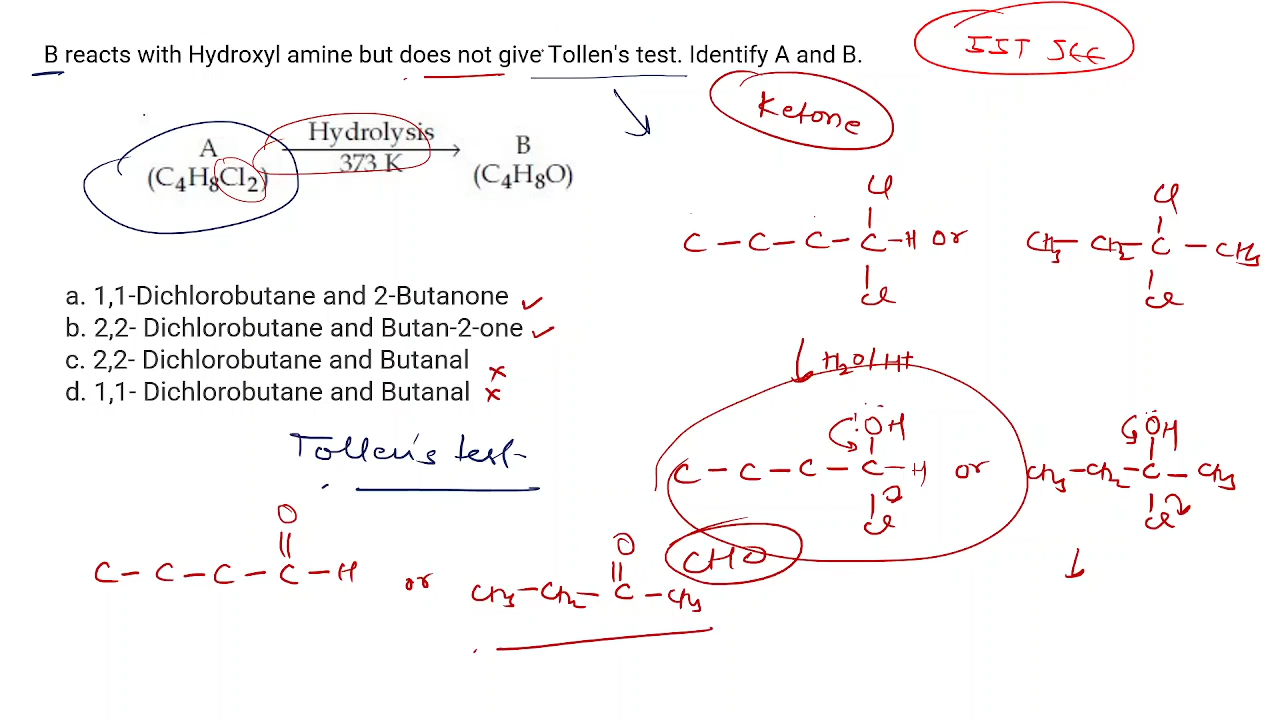 B reacts with Hydroxyl amine but does not give Tollen's test. Identify A and B.
IIT JEE
Ketone
A Hydrolysis B
(C4H8Cl2) 373 K (C4H8O)
Cl Cl
C - C - C - C - H or CH3 - CH2 - C - CH3
Cl Cl
a. 1,1-Dichlorobutane and 2-Butanone
b. 2,2- Dichlorobutane and Butan-2-one
c. 2,2- Dichlorobutane and Butanal
d. 1,1- Dichlorobutane and Butanal
H2O/H+
Tollen's test-
OH OH
C - C - C - C - H or CH3 - CH2 - C - CH3
Cl Cl
O O
C - C - C - C - H or CH3 - CH2 - C - CH3
CHO